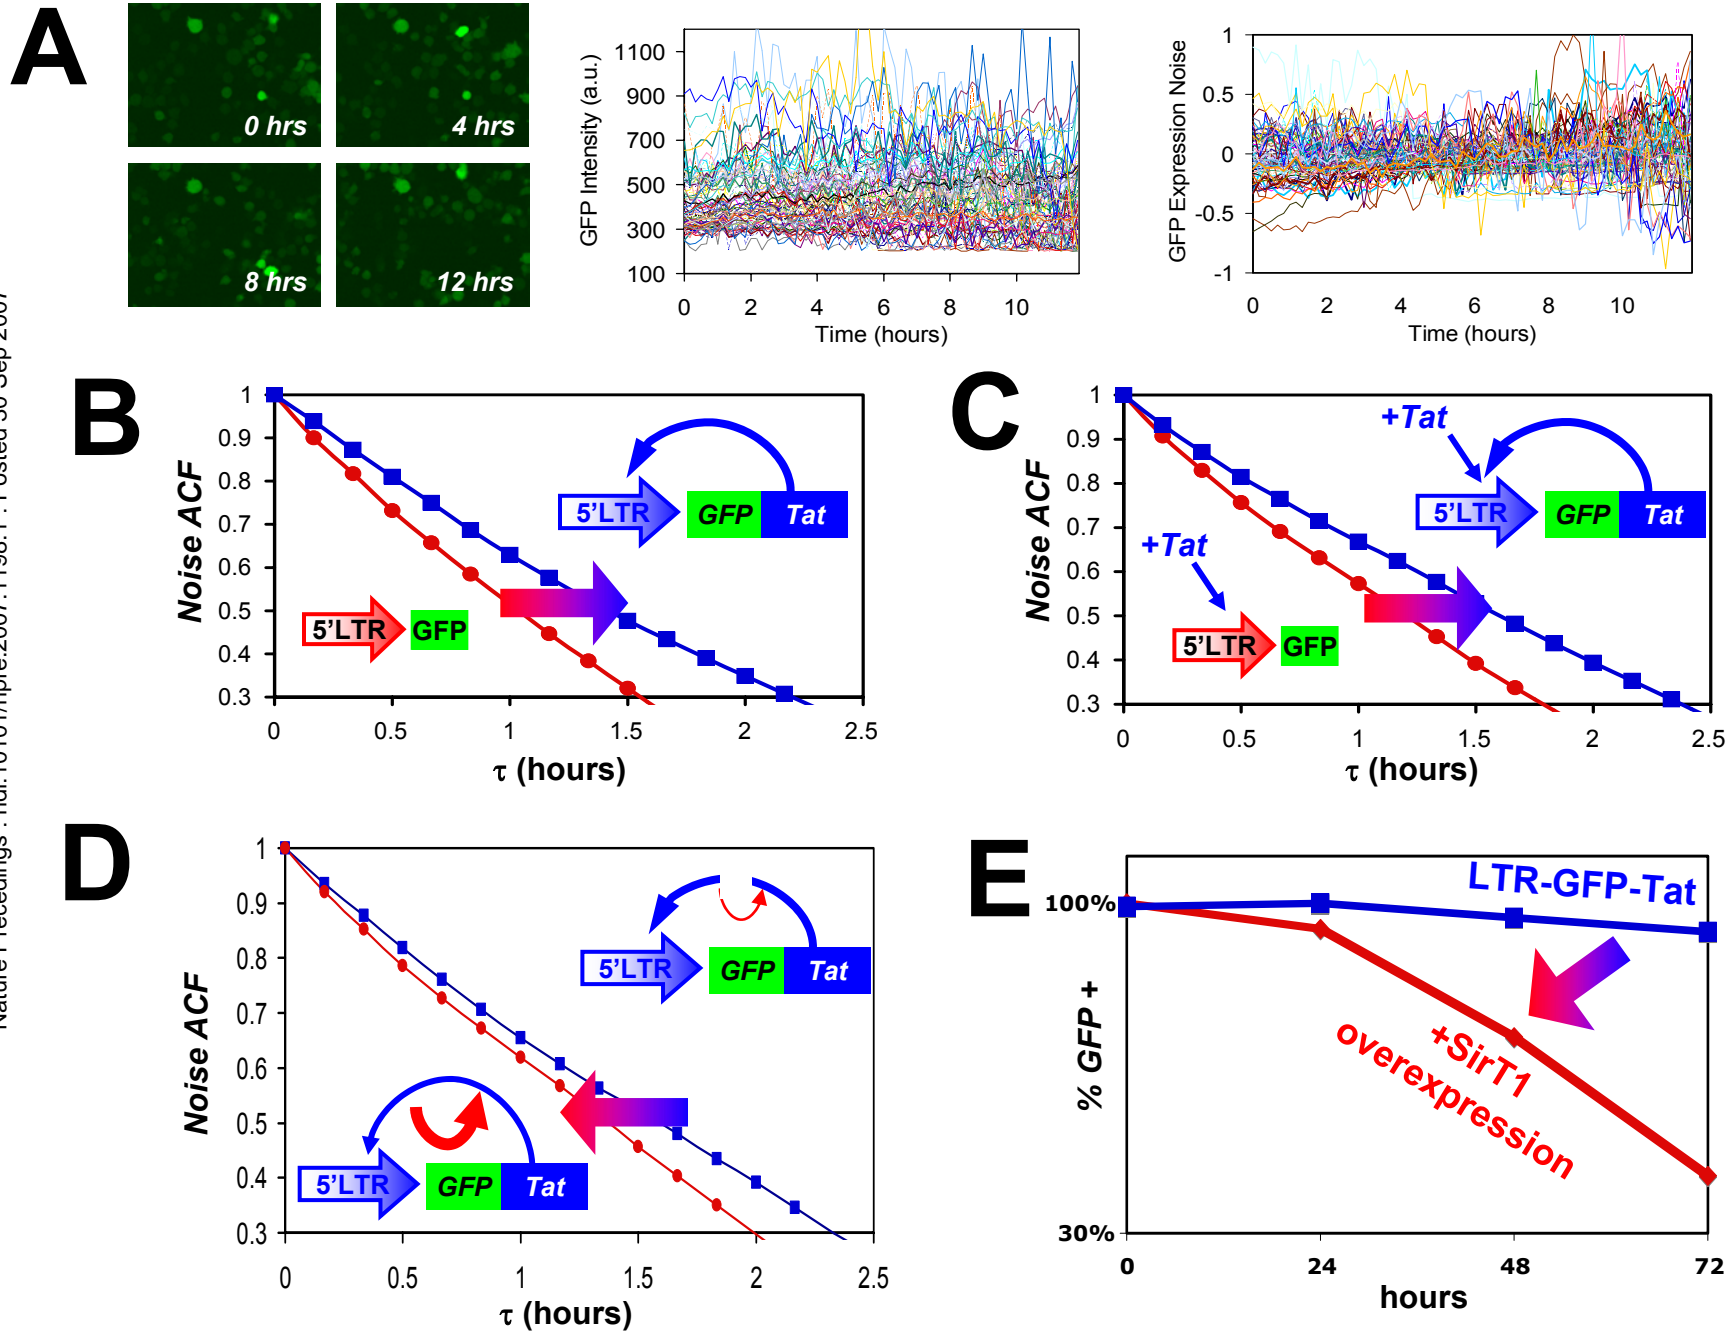 A
0 hrs
4 hrs
8 hrs
12 hrs
GFP Intensity (a.u.)
1100
900
700
500
300
100
0 2 4 6 8 10
Time (hours)
GFP Expression Noise
1
0.5
0
-0.5
-1
0 2 4 6 8 10
Time (hours)
B
Noise ACF
1
0.9
0.8
0.7
0.6
0.5
0.4
0.3
5'LTR GFP Tat
5'LTR GFP
0 0.5 1 1.5 2 2.5
τ (hours)
C
Noise ACF
1
0.9
0.8
0.7
0.6
0.5
0.4
0.3
+Tat
5'LTR GFP Tat
+Tat
5'LTR GFP
0 0.5 1 1.5 2 2.5
τ (hours)
D
Noise ACF
1
0.9
0.8
0.7
0.6
0.5
0.4
0.3
5'LTR GFP Tat
5'LTR GFP Tat
0 0.5 1 1.5 2 2.5
τ (hours)
E
% GFP +
100%
30%
LTR-GFP-Tat
+SirT1
overexpression
0 24 48 72
hours